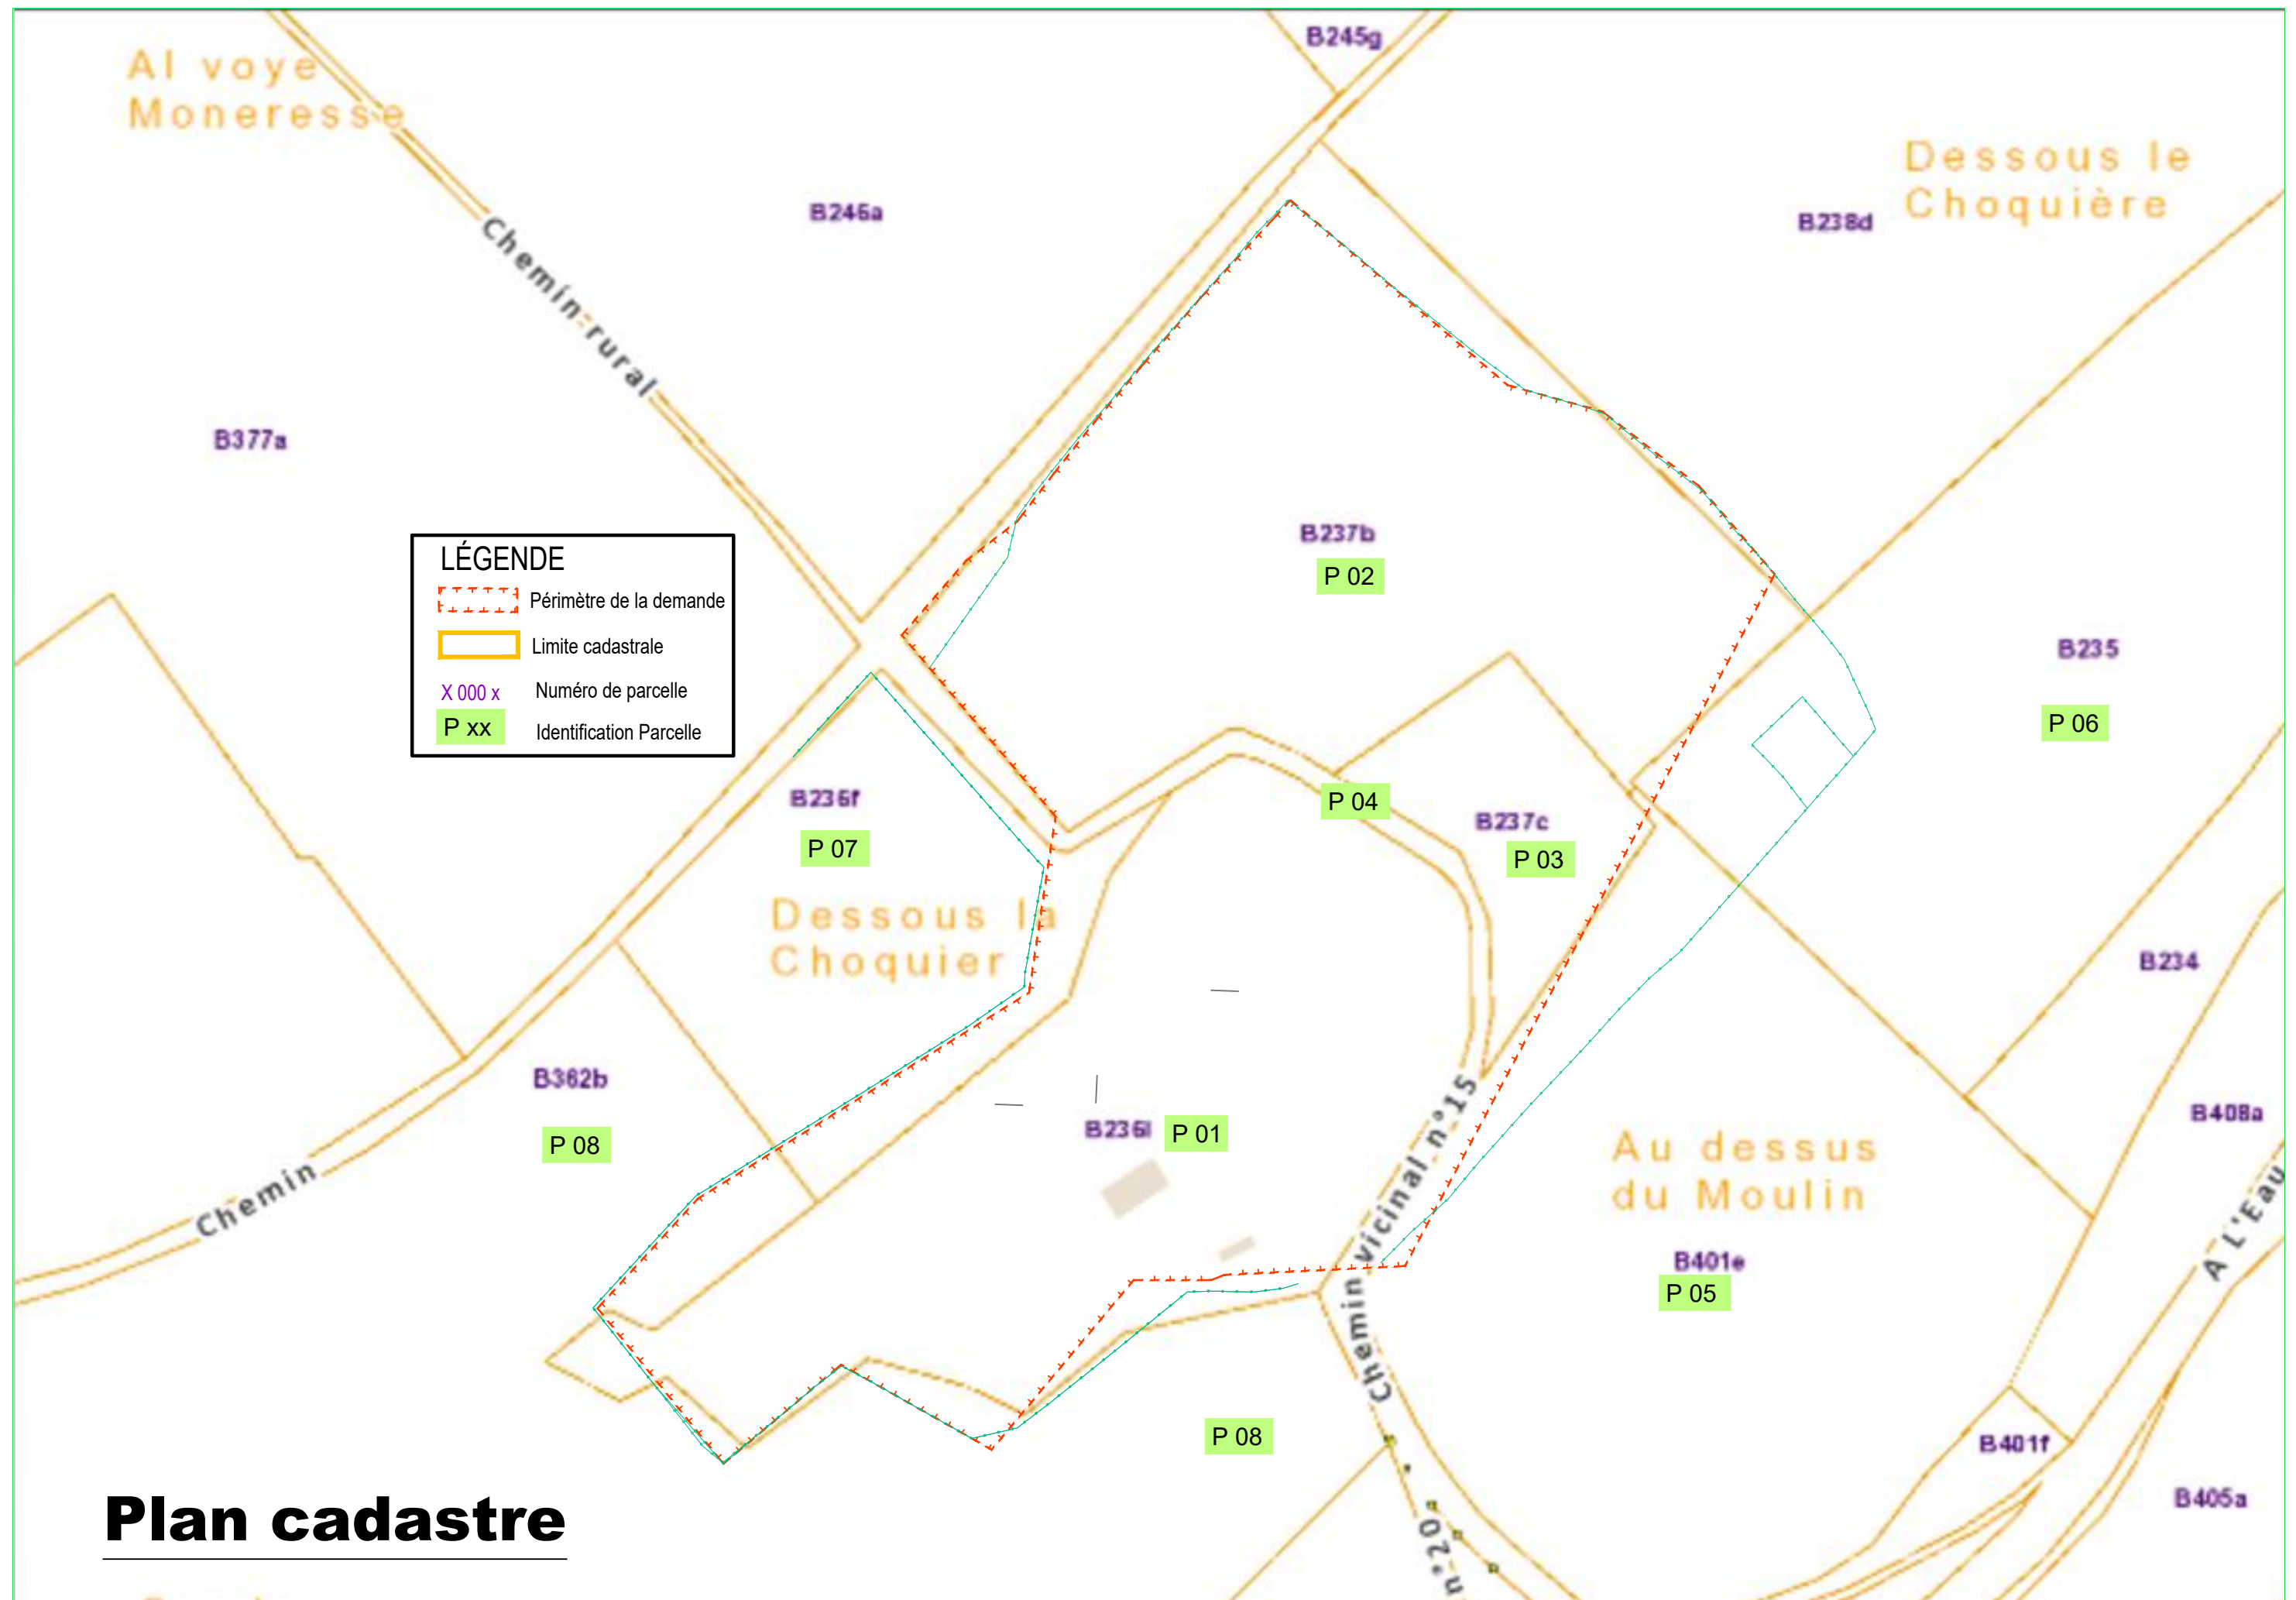 B245g
Al voye
Moneresse
Dessous le
Choquière
B246a
B238d
Chemin rural
B377a
B237b
P 02
LÉGENDE
Périmètre de la demande
Limite cadastrale
X 000 x Numéro de parcelle
P xx Identification Parcelle
B235
P 06
B236f
P 07
P 04
B237c
P 03
Dessous la
Choquier
B234
B362b
P 08
B236l P 01
Chemin vicinal n°15
Au dessus
du Moulin
B408a
Chemin
A L'Eau
B401e
P 05
Chemin
P 08
B401f
B405a
n°20
Plan cadastre